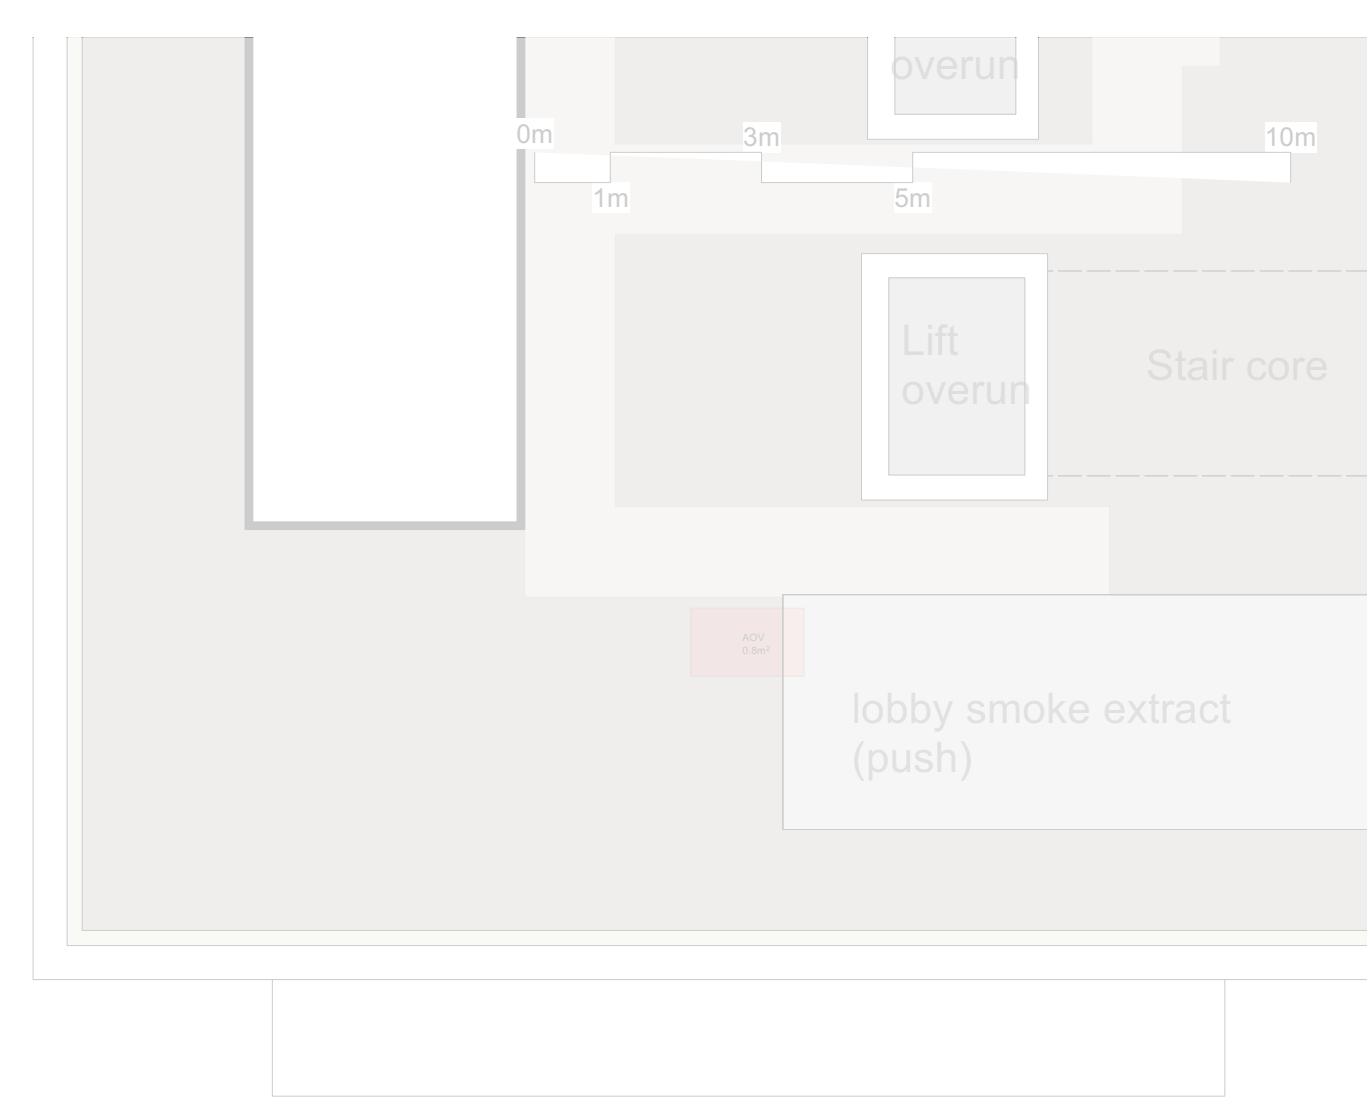 overun
0m
3m
10m
1m
5m
Lift
overun
Stair core
AOV
0.8m²
lobby smoke extract
(push)